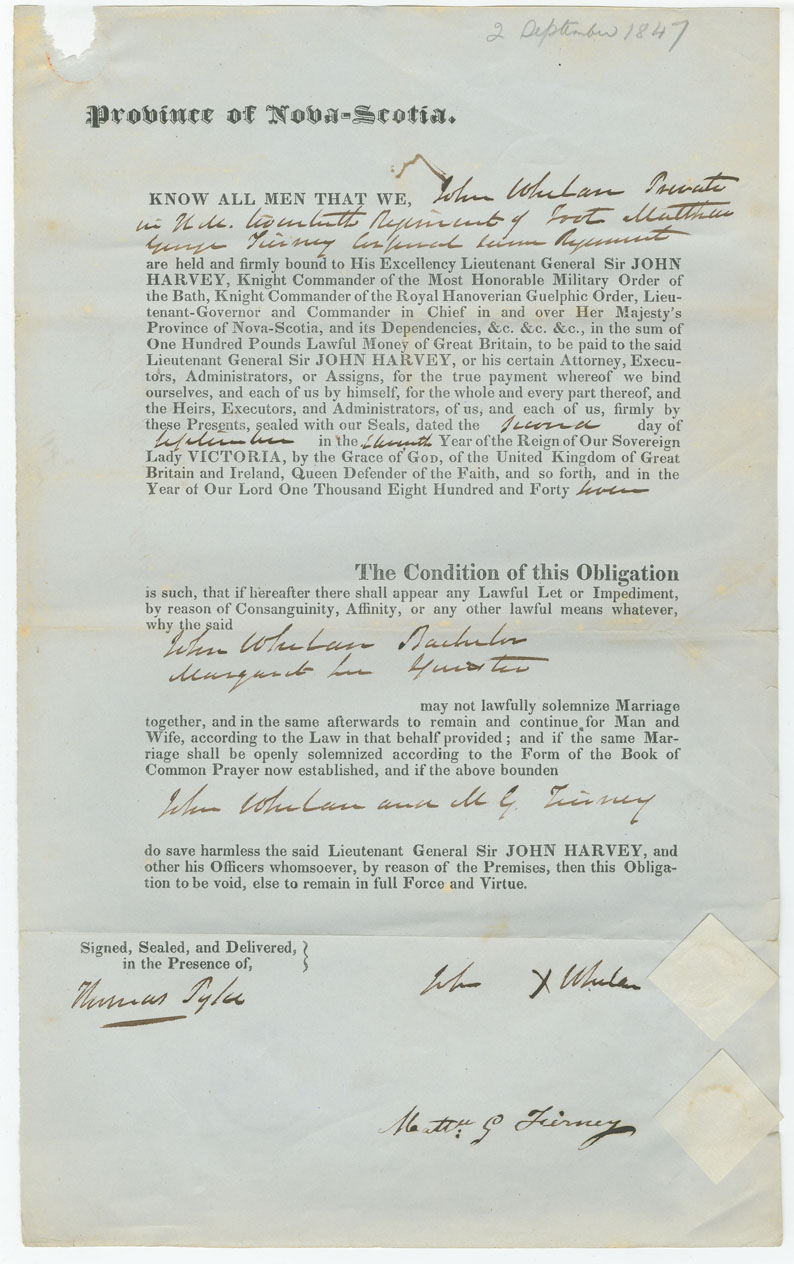 2 September 1847
Province of Nova-Scotia.
KNOW ALL MEN THAT WE, John Whelan Private
in H.M. twentieth Regiment of Foot Matthew
George Tierney Corporal same Regiment
are held and firmly bound to His Excellency Lieutenant General Sir JOHN
HARVEY, Knight Commander of the Most Honorable Military Order of
the Bath, Knight Commander of the Royal Hanoverian Guelphic Order, Lieu-
tenant-Governor and Commander in Chief in and over Her Majesty's
Province of Nova-Scotia, and its Dependencies, &c. &c. &c., in the sum of
One Hundred Pounds Lawful Money of Great Britain, to be paid to the said
Lieutenant General Sir JOHN HARVEY, or his certain Attorney, Execu-
tors, Administrators, or Assigns, for the true payment whereof we bind
ourselves, and each of us by himself, for the whole and every part thereof, and
the Heirs, Executors, and Administrators, of us, and each of us, firmly by
these Presents, sealed with our Seals, dated the second day of
September in the eleventh Year of the Reign of Our Sovereign
Lady VICTORIA, by the Grace of GOD, of the United Kingdom of Great
Britain and Ireland, Queen Defender of the Faith, and so forth, and in the
Year of Our Lord One Thousand Eight Hundred and Forty seven
The Condition of this Obligation
is such, that if hereafter there shall appear any Lawful Let or Impediment,
by reason of Consanguinity, Affinity, or any other lawful means whatever,
why the said
John Whelan Bachelor
Margaret Lee
may not lawfully solemnize Marriage
together, and in the same afterwards to remain and continue for Man and
Wife, according to the Law in that behalf provided; and if the same Mar-
riage shall be openly solemnized according to the Form of the Book of
Common Prayer now established, and if the above bounden
John Whelan and M G. Tierney
do save harmless the said Lieutenant General Sir JOHN HARVEY, and
other his Officers whomsoever, by reason of the Premises, then this Obliga-
tion to be void, else to remain in full Force and Virtue.
Signed, Sealed, and Delivered, }
in the Presence of,
Thomas Pyke
John X Whelan
Matth: G Tierney